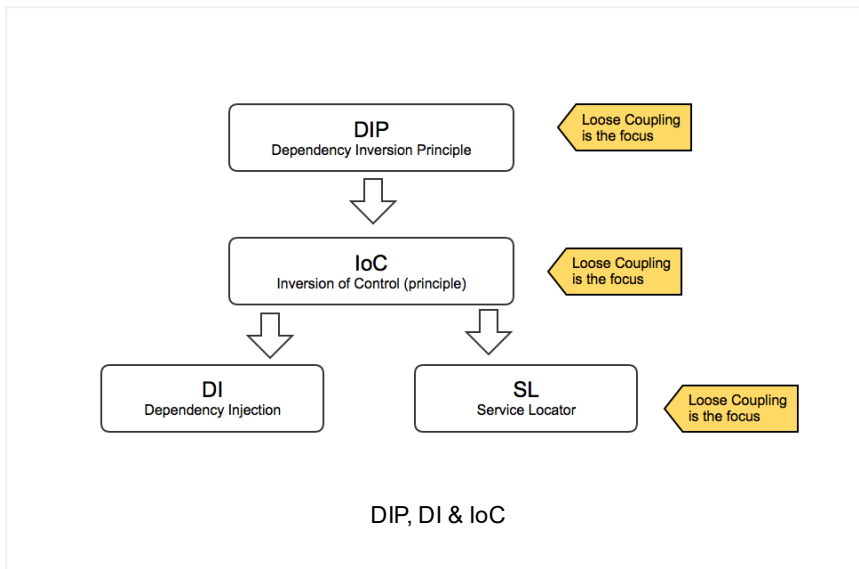 DIP
Dependency Inversion Principle
Loose Coupling
is the focus
IoC
Inversion of Control (principle)
Loose Coupling
is the focus
DI
Dependency Injection
SL
Service Locator
Loose Coupling
is the focus
DIP, DI & IoC